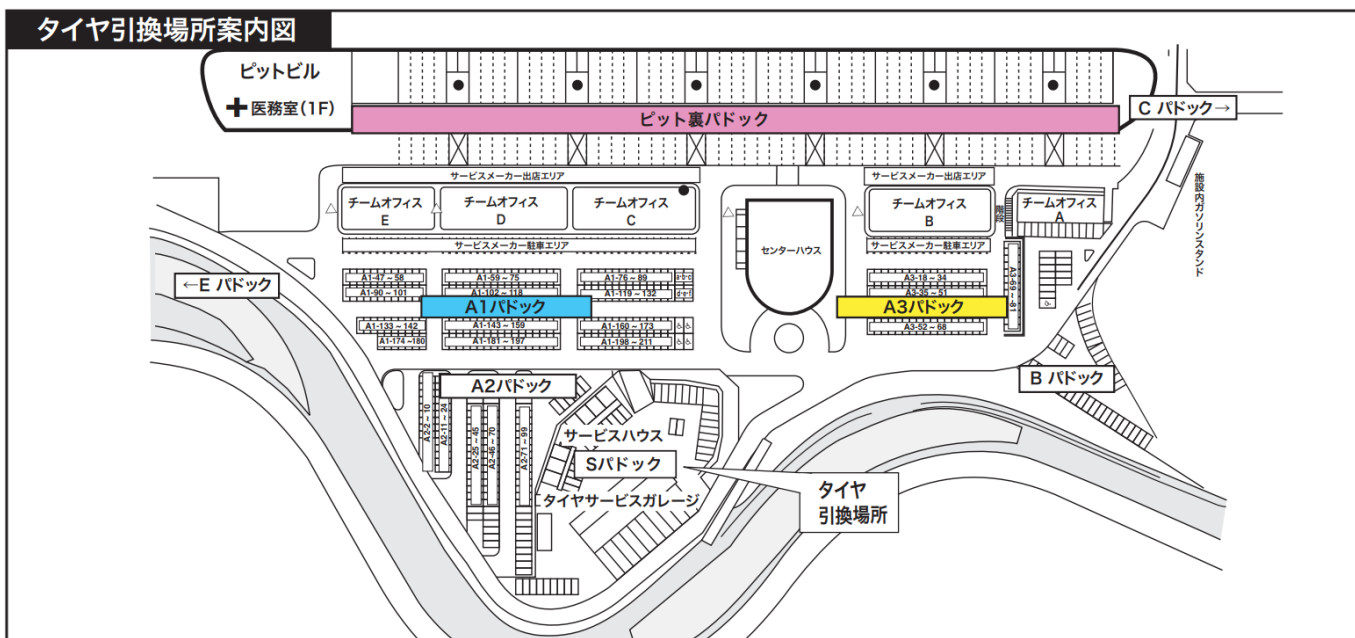 タイヤ引換場所案内図
ピットビル
医務室(1F)
ピット裏パドック
C パドック→
サービスメーカー出店エリア
サービスメーカー出店エリア
チームオフィス
E
チームオフィス
D
チームオフィス
C
センターハウス
チームオフィス
B
階段
チームオフィス
A
施設内ガソリンスタンド
サービスメーカー駐車エリア
サービスメーカー駐車エリア
←E パドック
A1-47~58
A1-59~75
A1-76~89
A1-90~101
A1-102~118
A1-119~132
A1パドック
A1-133~142
A1-143~159
A1-160~173
A1-174~180
A1-181~197
A1-198~211
A3-18~34
A3-35~51
A3パドック
A3-52~68
A3-69~81
B パドック
A2パドック
A2-2~10
A2-11~24
A2-25~45
A2-46~70
A2-71~99
サービスハウス
Sパドック
タイヤサービスガレージ
タイヤ
引換場所